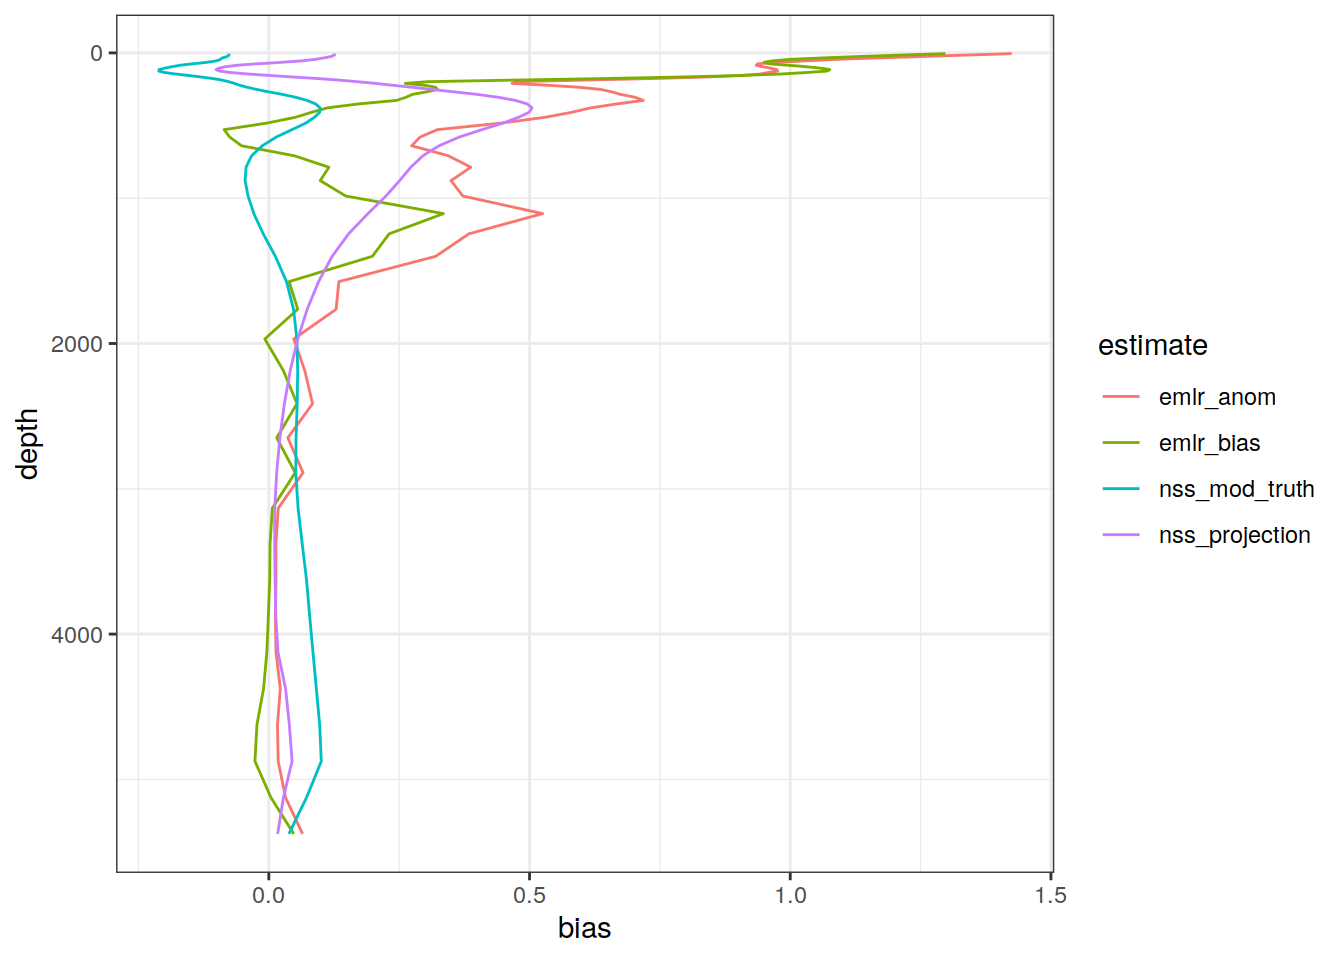 0
2000
4000
depth
0.0
0.5
1.0
1.5
bias
estimate
emlr_anom
emlr_bias
nss_mod_truth
nss_projection